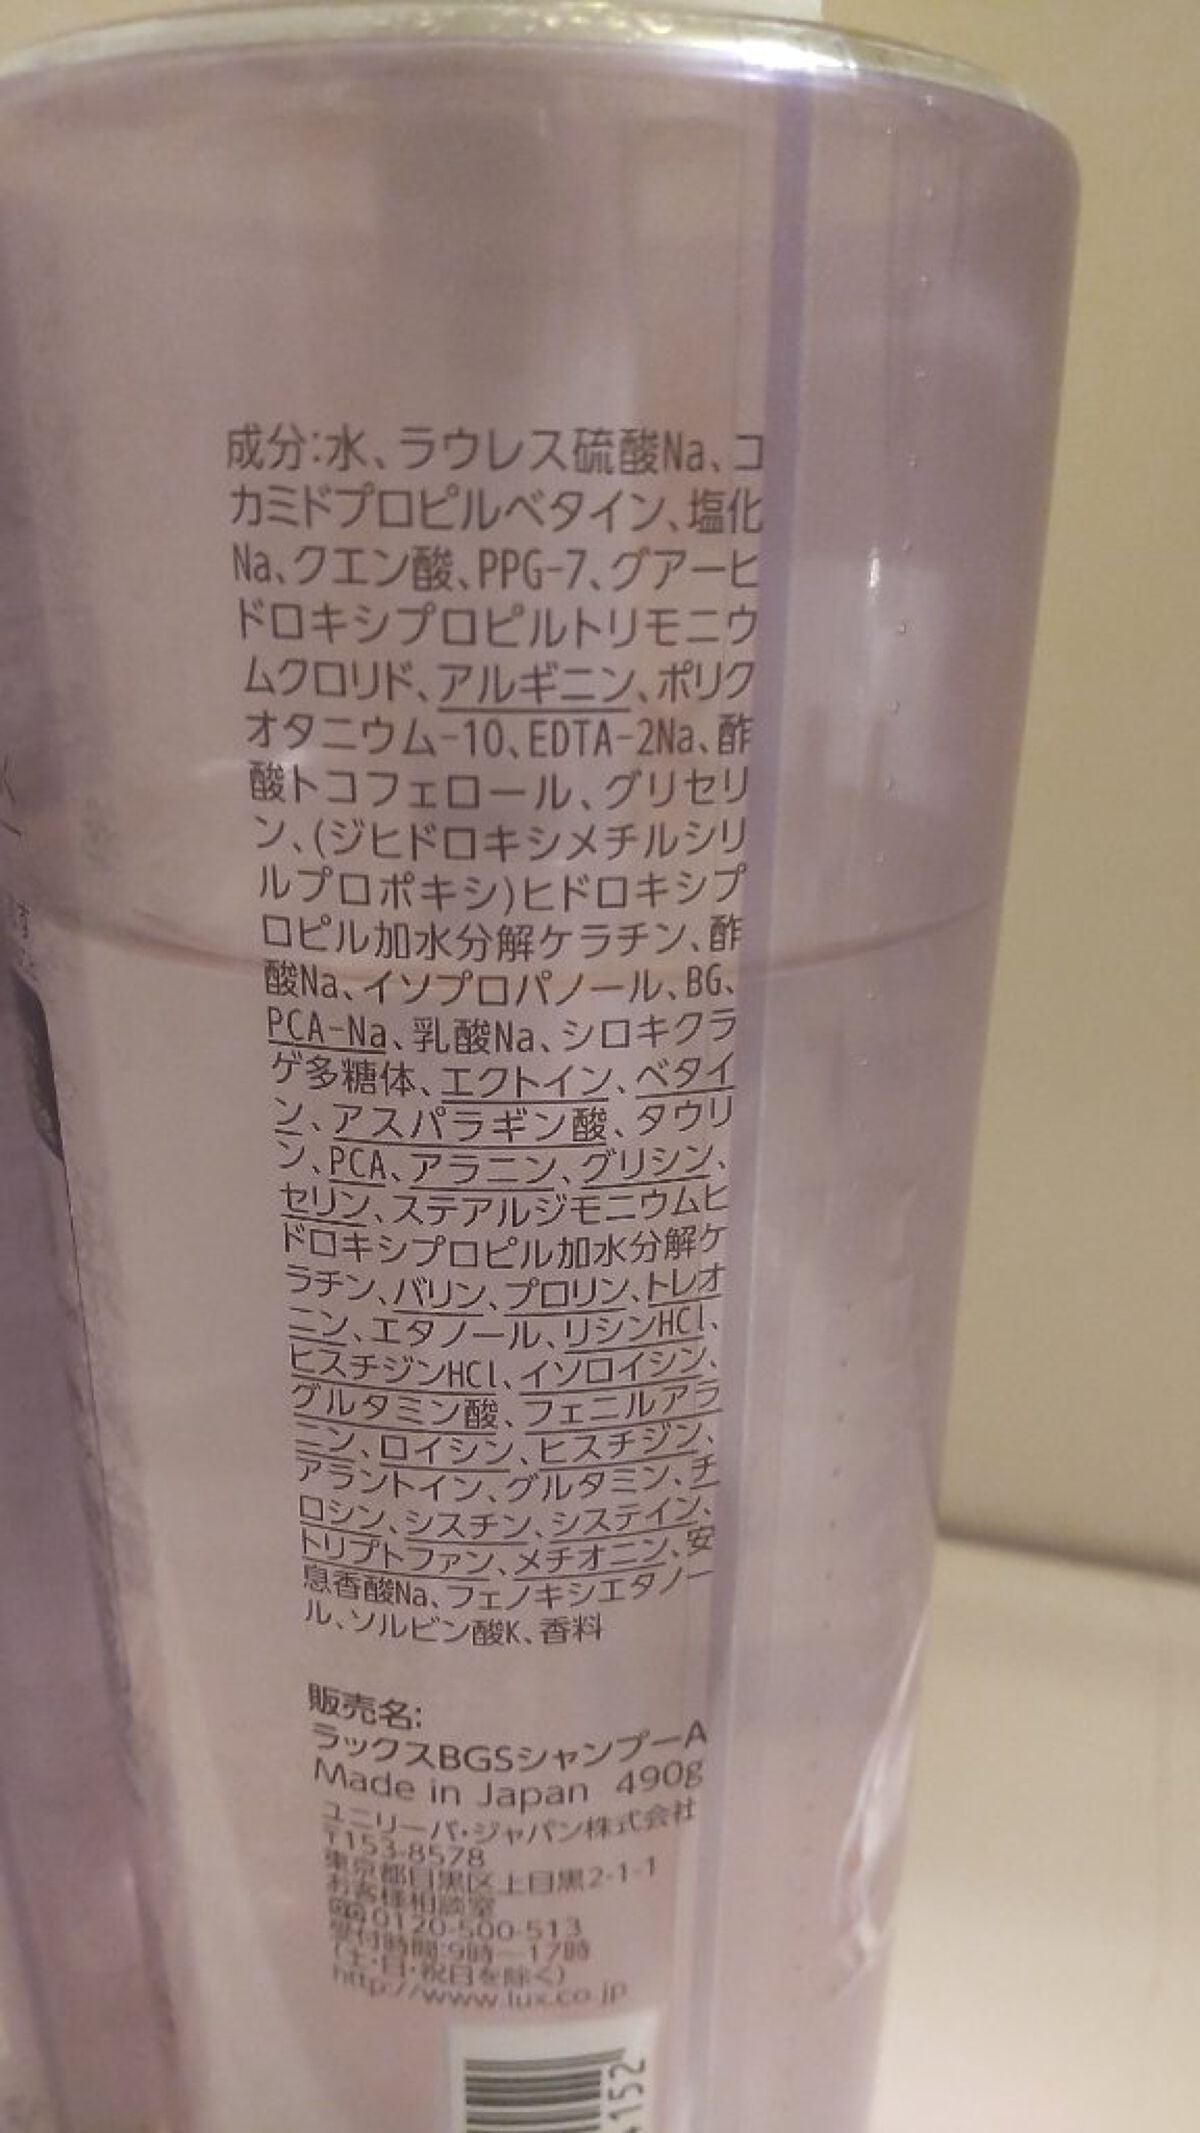 成分:水、ラウレス硫酸Na、コ
カミドプロピルベタイン、塩化
Na、クエン酸、PPG-7、グアーヒ
ドロキシプロピルトリモニウ
ムクロリド、アルギニン、ポリク
オタニウム-10、EDTA-2Na、酢
酸トコフェロール、グリセリ
ン、(ジヒドロキシメチルシリ
ルプロポキシ)ヒドロキシプ
ロピル加水分解ケラチン、酢
酸Na、イソプロパノール、BG、
PCA-Na、乳酸Na、シロキクラ
ゲ多糖体、エクトイン、ベタイ
ン、アスパラギン酸、タウリ
ン、PCA、アラニン、グリシン、
セリン、ステアルジモニウムヒ
ドロキシプロピル加水分解ケ
ラチン、バリン、プロリン、トレオ
ニン、エタノール、リシンHCl、
ヒスチジンHCl、イソロイシン、
グルタミン酸、フェニルアラ
ニン、ロイシン、ヒスチジン、
アラントイン、グルタミン、チ
ロシン、シスチン、システイン、
トリプトファン、メチオニン、安
息香酸Na、フェノキシエタノー
ル、ソルビン酸K、香料
販売名:
ラックスBGSシャンプーA
Made in Japan 490g
ユニリーバ・ジャパン株式会社
〒153-8578
東京都目黒区上目黒2-1-1
お客様相談室
0120-500-513
受付時間:9時〜17時
(土・日・祝日を除く)
http://www.lux.co.jp
152